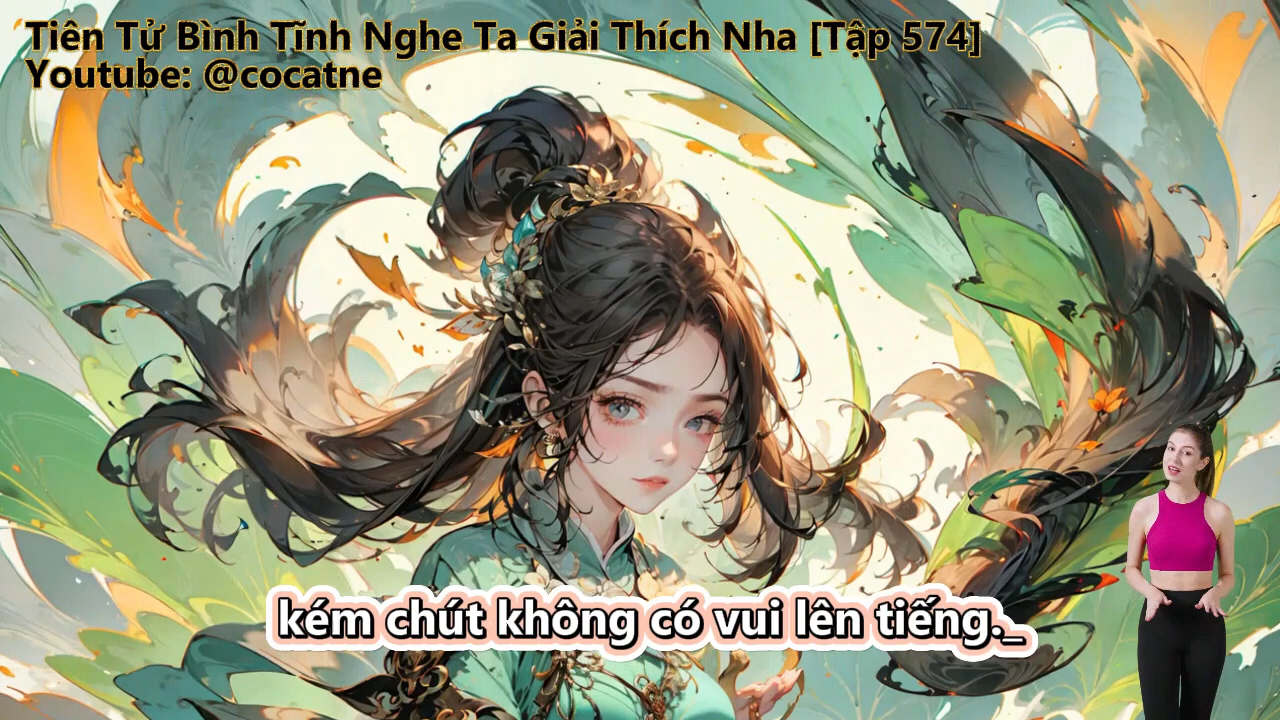 Tiên Tử Bình Tĩnh Nghe Ta Giải Thích Nha [Tập 574]
Youtube: @cocatne
kém chút không có vui lên tiếng._